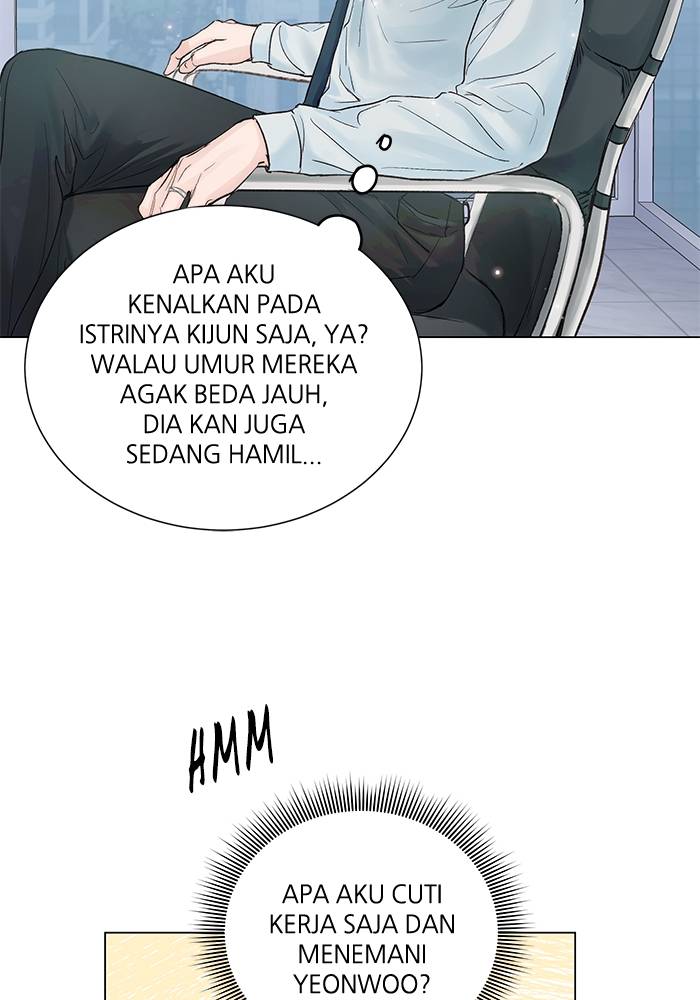 APA AKU
KENALKAN PADA
ISTRINYA KIJUN SAJA, YA?
WALAU UMUR MEREKA
AGAK BEDA JAUH,
DIA KAN JUGA
SEDANG HAMIL...
HMM
APA AKU CUTI
KERJA SAJA DAN
MENEMANI
YEONWOO?